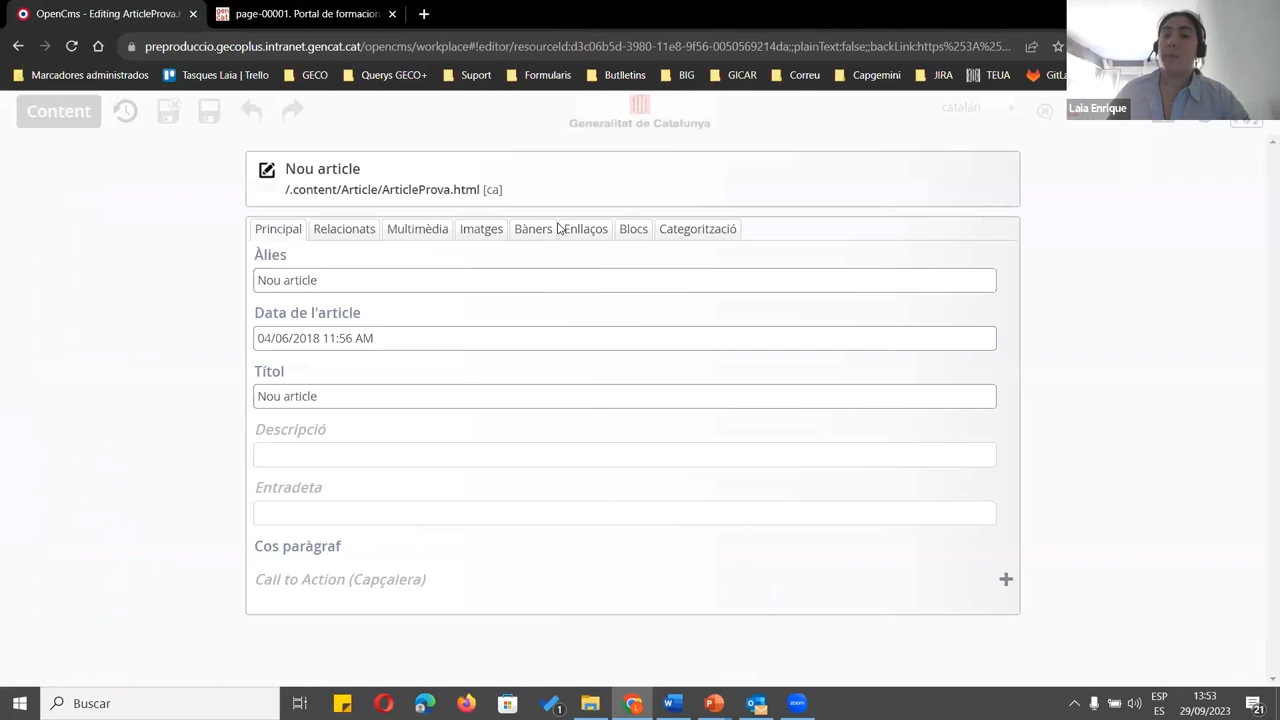 OpenCms - Editing ArticleProva.h
page-00001. Portal de formacion
preproduccio.geoplus.intranet.gencat.cat/opencms/workplace#!editor/resourceId:d3c06b5d-3980-11e8-9f56-0050569214da;;plainText:false;,backLink:https%253A%25...
Marcadores administrados
Tasques Laia | Trello
GECO
Querys Geco
Suport
Formularis
Butlletins
BIG
GICAR
Correu
Capgemini
JIRA
TEUA
GitLa
Laia Enrique
Content
Generalitat de Catalunya
catalán
Nou article
/.content/Article/ArticleProva.html [ca]
Principal Relacionats Multimèdia Imatges Bàners Enllaços Blocs Categorització
Àlies
Nou article
Data de l'article
04/06/2018 11:56 AM
Títol
Nou article
Descripció
Entradeta
Cos paràgraf
Call to Action (Capçalera)
Buscar
1
zoom
ESP
ES
13:53
29/09/2023
21